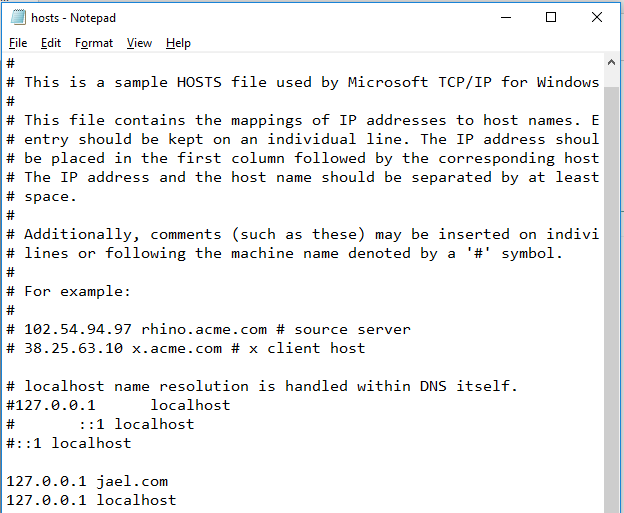 hosts - Notepad
File Edit Format View Help
#
# This is a sample HOSTS file used by Microsoft TCP/IP for Windows
#
# This file contains the mappings of IP addresses to host names. E
# entry should be kept on an individual line. The IP address shoul
# be placed in the first column followed by the corresponding host
# The IP address and the host name should be separated by at least
# space.
#
# Additionally, comments (such as these) may be inserted on indivi
# lines or following the machine name denoted by a '#' symbol.
#
# For example:
#
# 102.54.94.97 rhino.acme.com # source server
# 38.25.63.10 x.acme.com # x client host
# localhost name resolution is handled within DNS itself.
#127.0.0.1      localhost
#       ::1 localhost
#::1 localhost
127.0.0.1 jael.com
127.0.0.1 localhost